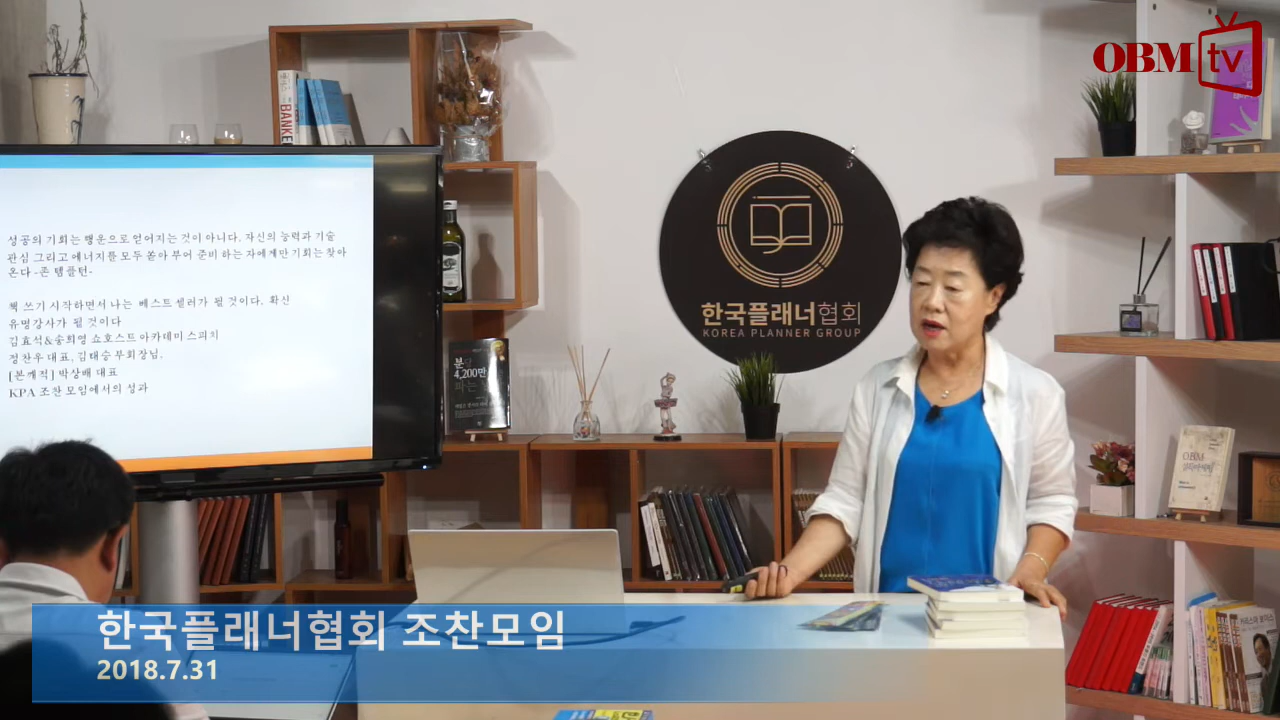 OBM tv
BANKE
성공의 기회는 행운으로 얻어지는 것이 아니다. 자신의 능력과 기술
관심 그리고 에너지를 모두 쏟아 부어 준비 하는 자에게만 기회는 찾아
온다 -존 템플턴-
책 쓰기 시작하면서 나는 베스트 셀러가 될 것이다. 확신
유명강사가 될 것이다
김효석&송희영 쇼호스트 아카데미 스피치
정찬우 대표, 김태승 부회장님.
[본깨적] 박상배 대표
KPA 조찬 모임에서의 성과
한국플래너협회
KOREA PLANNER GROUP
4,200만
OBM
한국플래너협회 조찬모임
2018.7.31